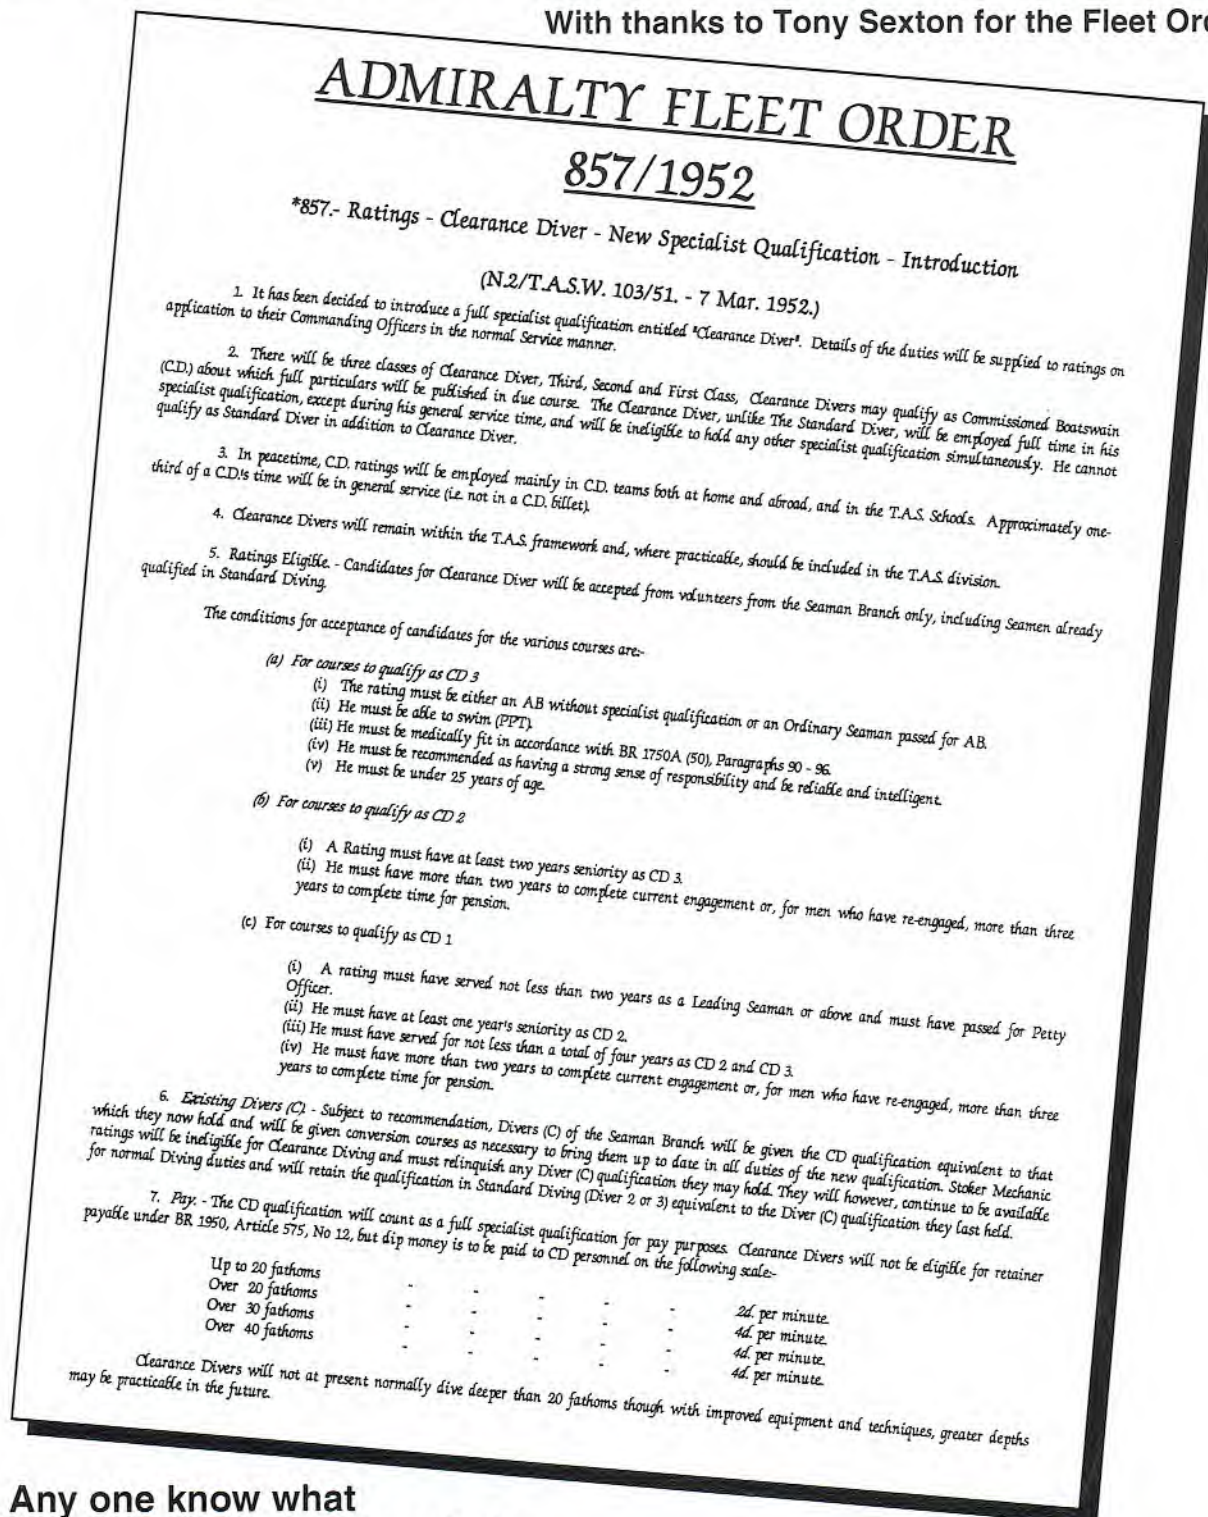 With thanks to Tony Sexton for the Fleet
ADMIRALTY FLEET ORDER
857/1952
*857.- Ratings - Clearance Diver - New Specialist Qualification - Introduction
(N.2/T.A.S.W. 103/51. - 7 Mar. 1952.)
1. It has been decided to introduce a full specialist qualification entitled "Clearance Diver". Details of the duties will be supplied to ratings on
application to their Commanding Officers in the normal Service manner.
2. There will be three classes of Clearance Diver, Third, Second and First Class, Clearance Divers may qualify as Commissioned Boatswain
(C.D.) about which full particulars will be published in due course. The Clearance Diver, unlike The Standard Diver, will be employed full time in his
specialist qualification, except during his general service time, and will be ineligible to hold any other specialist qualification simultaneously. He cannot
qualify as Standard Diver in addition to Clearance Diver.
3. In peacetime, C.D. ratings will be employed mainly in C.D. teams both at home and abroad, and in the T.A.S. Schools. Approximately one-
third of a C.D.'s time will be in general service (i.e. not in a C.D. billet).
4. Clearance Divers will remain within the T.A.S. framework and, where practicable, should be included in the T.A.S. division.
5. Ratings Eligible. - Candidates for Clearance Diver will be accepted from volunteers from the Seaman Branch only, including Seamen already
qualified in Standard Diving.
The conditions for acceptance of candidates for the various courses are:-
(a) For courses to qualify as CD 3
(i) The rating must be either an AB without specialist qualification or an Ordinary Seaman passed for AB.
(ii) He must be able to swim (PPT).
(iii) He must be medically fit in accordance with BR 1750A (50), Paragraphs 90 - 96.
(iv) He must be recommended as having a strong sense of responsibility and be reliable and intelligent.
(v) He must be under 25 years of age.
(b) For courses to qualify as CD 2
(i) A Rating must have at least two years seniority as CD 3.
(ii) He must have more than two years to complete current engagement or, for men who have re-engaged, more than three
years to complete time for pension.
(c) For courses to qualify as CD 1
(i) A rating must have served not less than two years as a Leading Seaman or above and must have passed for Petty
Officer.
(ii) He must have at least one year's seniority as CD 2.
(iii) He must have served for not less than a total of four years as CD 2 and CD 3.
(iv) He must have more than two years to complete current engagement or, for men who have re-engaged, more than three
years to complete time for pension.
6. Existing Divers (C). - Subject to recommendation, Divers (C) of the Seaman Branch will be given the CD qualification equivalent to that
which they now hold and will be given conversion courses as necessary to bring them up to date in all duties of the new qualification. Stoker Mechanic
ratings will be ineligible for Clearance Diving and must relinquish any Diver (C) qualification they may hold. They will however, continue to be available
for normal Diving duties and will retain the qualification in Standard Diving (Diver 2 or 3) equivalent to the Diver (C) qualification they last held.
7. Pay. - The CD qualification will count as a full specialist qualification for pay purposes. Clearance Divers will not be eligible for retainer
payable under BR 1950, Article 575, No 12, but dip money is to be paid to CD personnel on the following scale:-
Up to 20 fathoms - - - - - 2d. per minute.
Over 20 fathoms - - - - - 4d. per minute.
Over 30 fathoms - - - - - 4d. per minute.
Over 40 fathoms - - - - - 4d. per minute.
Clearance Divers will not at present normally dive deeper than 20 fathoms though with improved equipment and techniques, greater depths
may be practicable in the future.
Any one know what